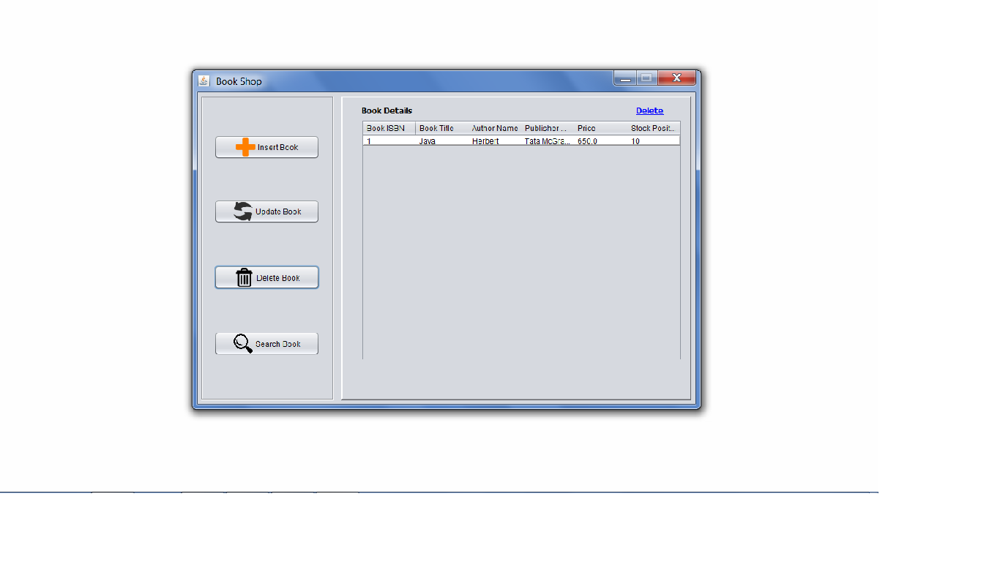 Book Shop
Book Details
Delete
Book ISBN Book Title Author Name Publisher ... Price Stock Posit...
1 Java Herbert Tata McGra... 650.0 10
Insert Book
Update Book
Delete Book
Search Book